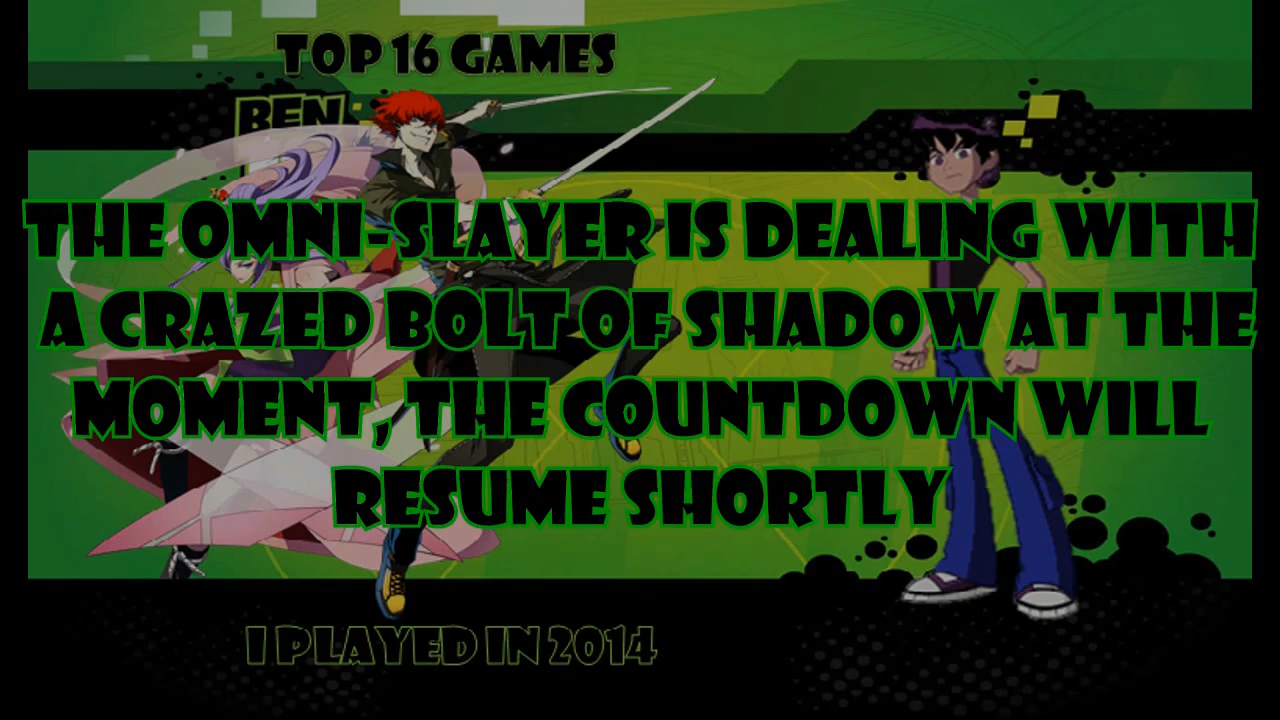 TOP 16 GAMES
BEN
THE OMNI-SLAYER IS DEALING WITH
A CRAZED BOLT OF SHADOW AT THE
MOMENT, THE COUNTDOWN WILL
RESUME SHORTLY
I PLAYED IN 2014